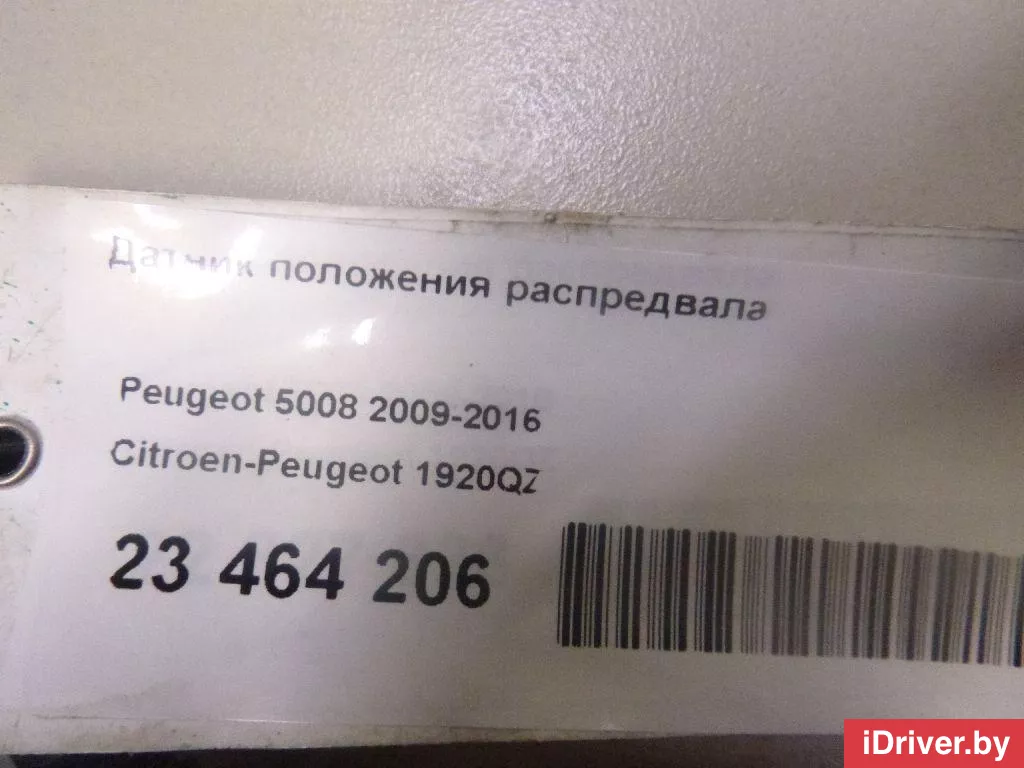 Датчик положения распредвала
Peugeot 5008 2009-2016
Citroen-Peugeot 1920QZ
23 464 206
iDriver.by